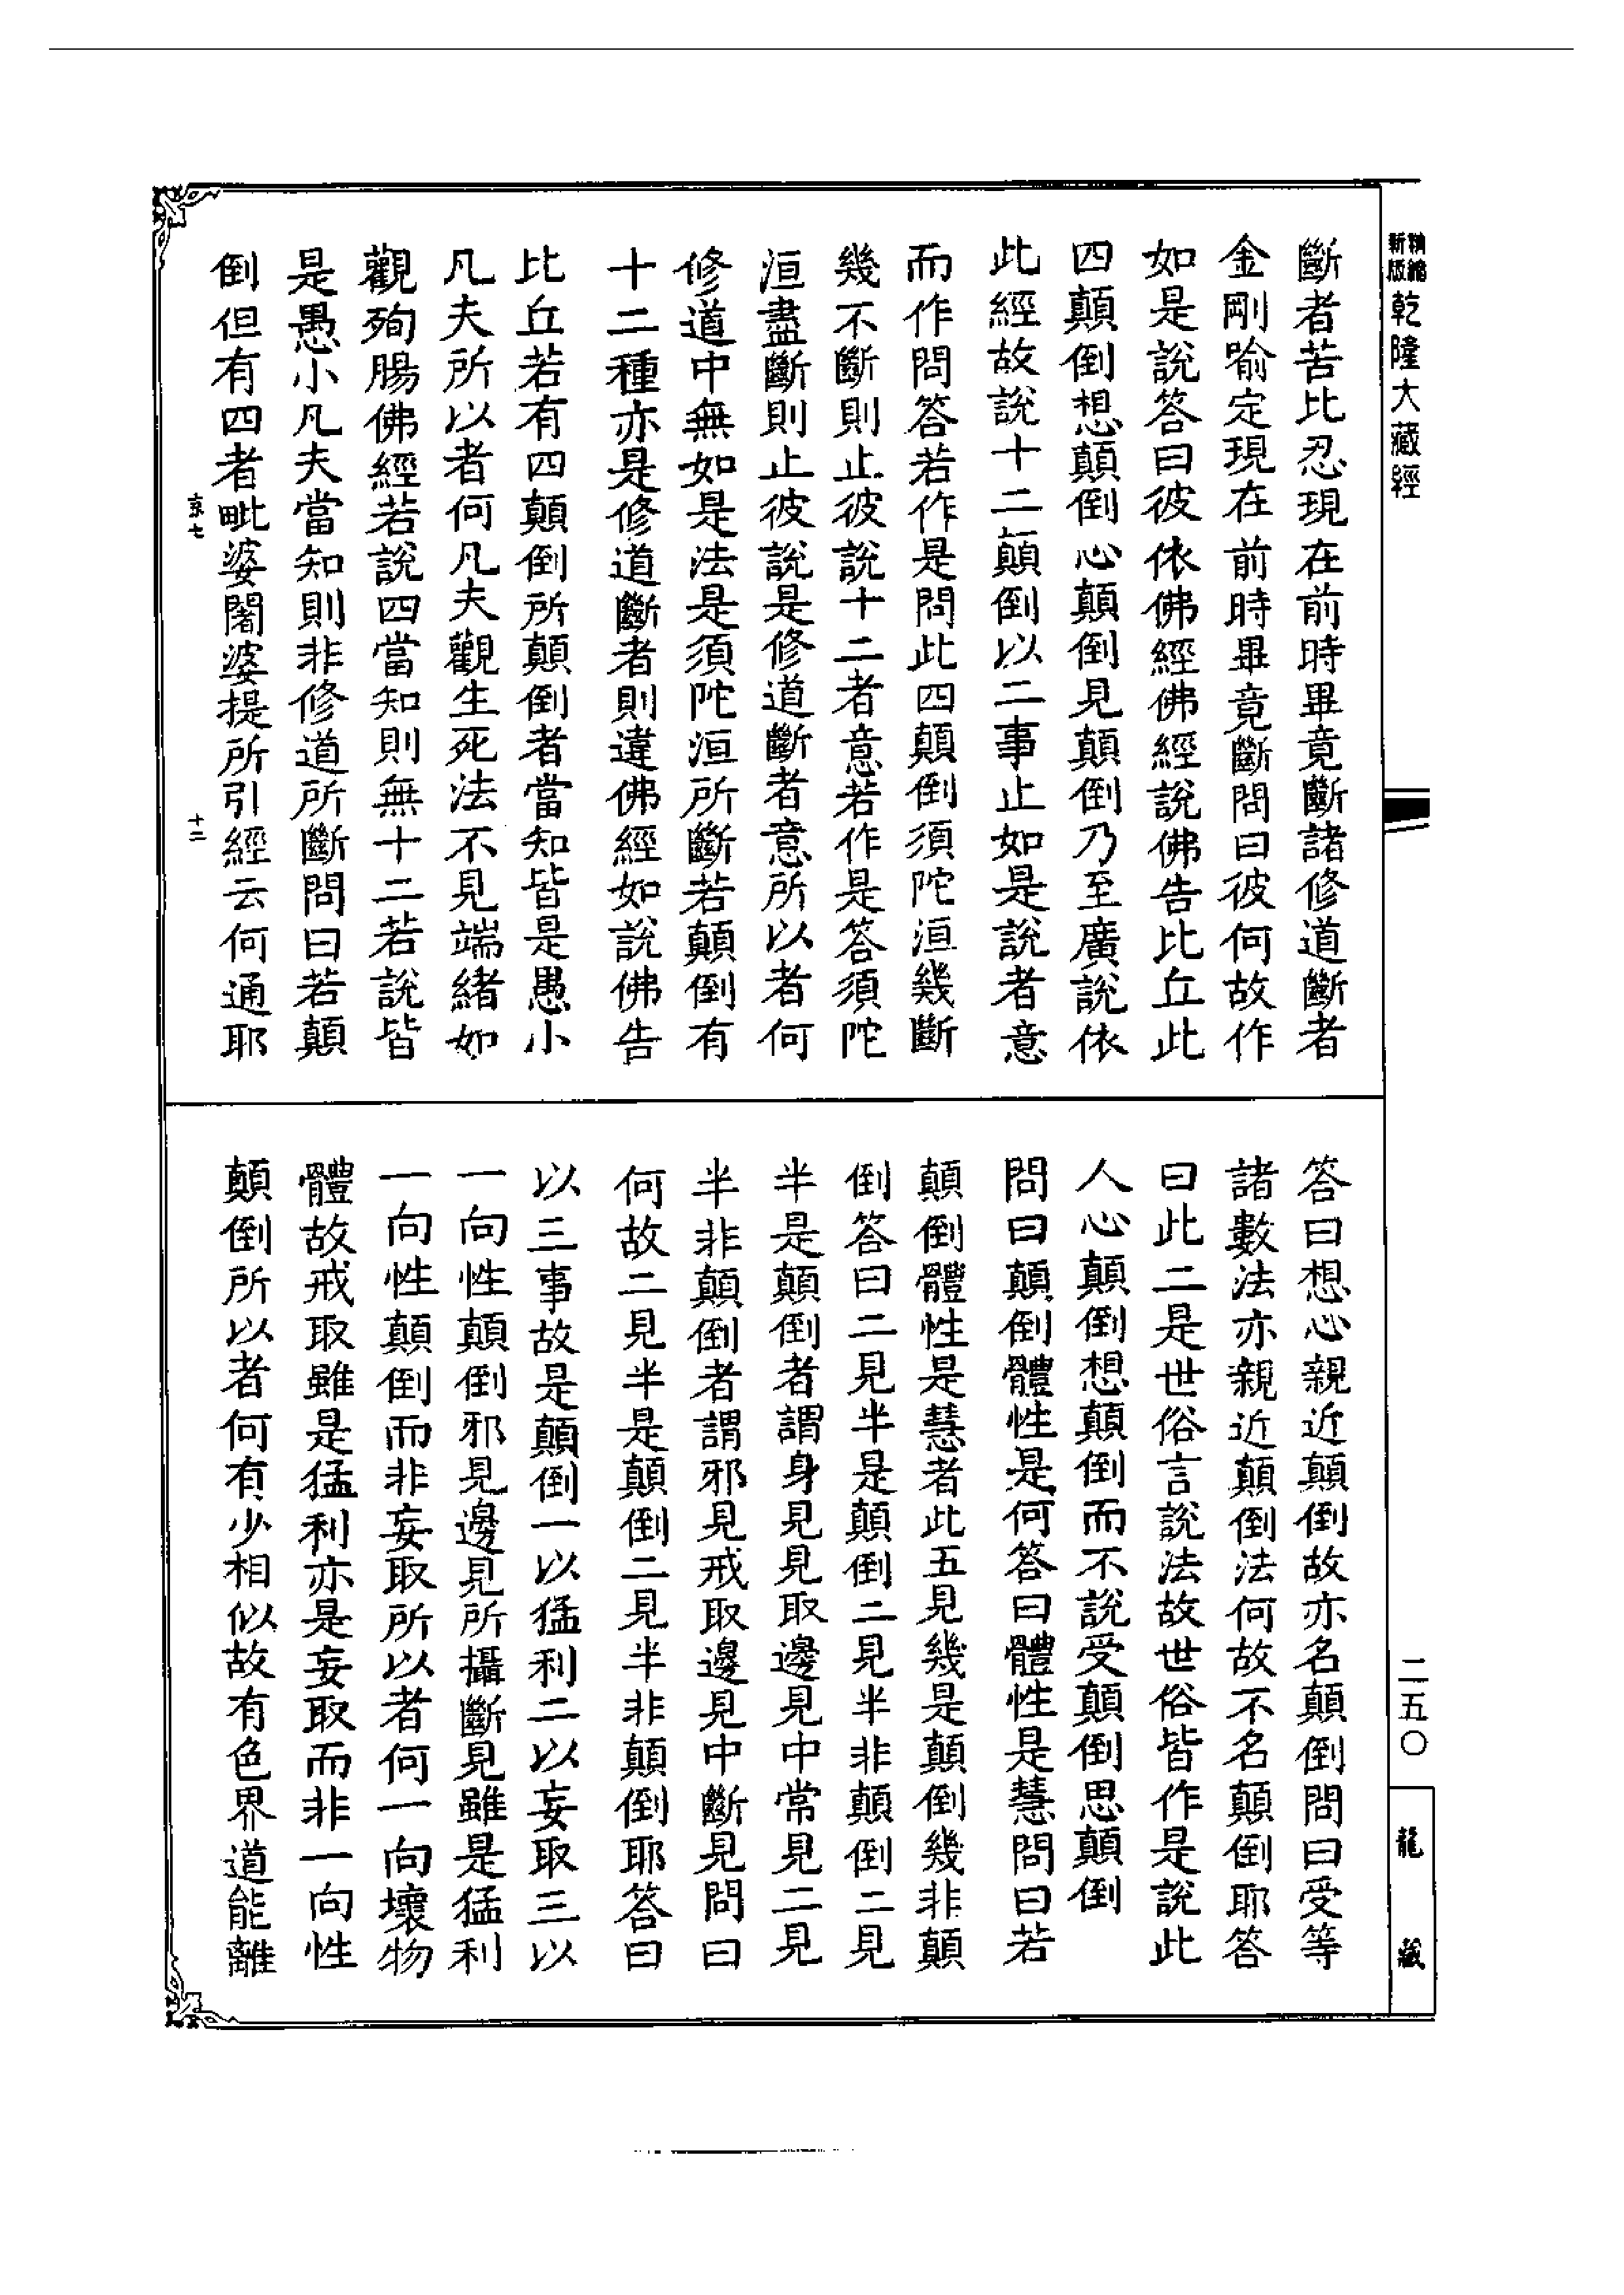 精縮新版 乾隆大藏經
斷者苦比忍現在前時畢竟斷諸修道斷者
金剛喻定現在前時畢竟斷問曰彼何故作
如是說答曰彼依佛經佛經說佛告比丘此
四顛倒想顛倒心顛倒見顛倒乃至廣說依
此經故說十二顛倒以二事止如是說者意
而作問答若作是問此四顛倒須陀洹幾斷
幾不斷則止彼說十二者意若作是答須陀
洹盡斷則止彼說是修道斷者意所以者何
修道中無如是法是須陀洹所斷若顛倒有
十二種亦是修道斷者則違佛經如說佛告
比丘若有四顛倒所顛倒者當知皆是愚小
凡夫所以者何凡夫觀生死法不見端緒如
觀殉腸佛經若說四當知則無十二若說皆
是愚小凡夫當知則非修道所斷問曰若顛
倒但有四者毗婆闍婆提所引經云何通耶
京七 十二
答曰想心親近顛倒故亦名顛倒問曰受等
諸數法亦親近顛倒法何故不名顛倒耶答
曰此二是世俗言說法故世俗皆作是說此
人心顛倒想顛倒而不說受顛倒思顛倒
問曰顛倒體性是何答曰體性是慧問曰若
顛倒體性是慧者此五見幾是顛倒幾非顛
倒答曰二見半是顛倒二見半非顛倒二見
半是顛倒者謂身見見取邊見中常見二見
半非顛倒者謂邪見戒取邊見中斷見問曰
何故二見半是顛倒二見半非顛倒耶答曰
以三事故是顛倒一以猛利二以妄取三以
一向性顛倒邪見邊見所攝斷見雖是猛利
一向性顛倒而非妄取所以者何一向壞物
體故戒取雖是猛利亦是妄取而非一向性
顛倒所以者何有少相似故有色界道能離
二五〇
龍藏